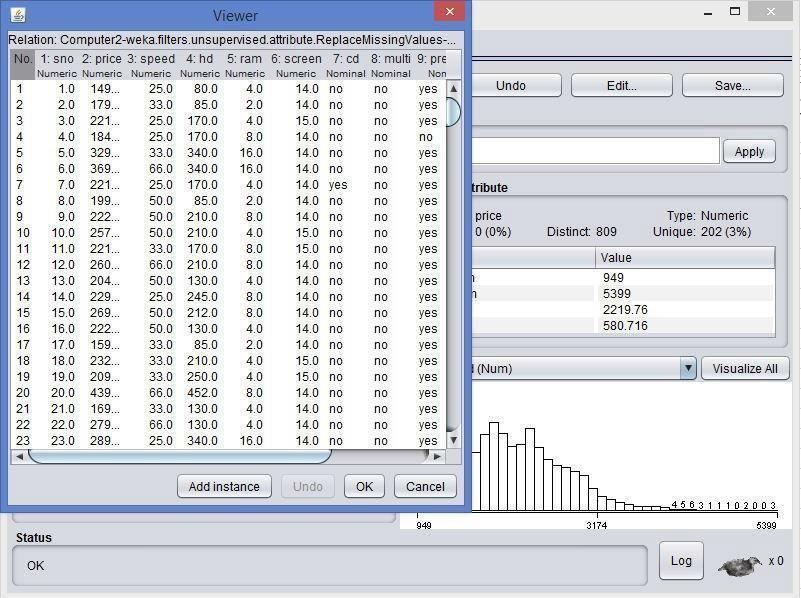 Viewer
Relation: Computer2-weka.filters.unsupervised.attribute.ReplaceMissingValues-...
No. 1: sno 2: price 3: speed 4: hd 5: ram 6: screen 7: cd 8: multi 9: pre
Numeric Numeric Numeric Numeric Numeric Numeric Nominal Nominal Non
1 1.0 149... 25.0 80.0 4.0 14.0 no no yes
2 2.0 179... 33.0 85.0 2.0 14.0 no no yes
3 3.0 221... 25.0 170.0 4.0 15.0 no no yes
4 4.0 184... 25.0 170.0 8.0 14.0 no no no
5 5.0 329... 33.0 340.0 16.0 14.0 no no yes
6 6.0 369... 66.0 340.0 16.0 14.0 no no yes
7 7.0 221... 25.0 170.0 4.0 14.0 yes no yes
8 8.0 199... 50.0 85.0 2.0 14.0 no no yes
9 9.0 222... 50.0 210.0 8.0 14.0 no no yes
10 10.0 257... 50.0 210.0 4.0 15.0 no no yes
11 11.0 221... 33.0 170.0 8.0 15.0 no no yes
12 12.0 260... 66.0 210.0 8.0 14.0 no no yes
13 13.0 204... 50.0 130.0 4.0 14.0 no no yes
14 14.0 229... 25.0 245.0 8.0 14.0 no no yes
15 15.0 269... 50.0 212.0 8.0 14.0 no no yes
16 16.0 222... 50.0 130.0 4.0 14.0 no no yes
17 17.0 159... 33.0 85.0 2.0 14.0 no no yes
18 18.0 232... 33.0 210.0 4.0 15.0 no no yes
19 19.0 209... 33.0 250.0 4.0 15.0 no no yes
20 20.0 439... 66.0 452.0 8.0 14.0 no no yes
21 21.0 169... 33.0 130.0 4.0 14.0 no no yes
22 22.0 279... 66.0 130.0 4.0 14.0 no no yes
23 23.0 289... 25.0 340.0 16.0 14.0 no no yes
Add instance Undo OK Cancel
Undo Edit... Save...
Apply
ttribute
price Type: Numeric
0 (0%) Distinct: 809 Unique: 202 (3%)
Value
949
5399
2219.76
580.716
(Num) Visualize All
4 5 6 3 1 1 1 0 2 0 0 3
949 3174 5399
Status
OK Log x 0